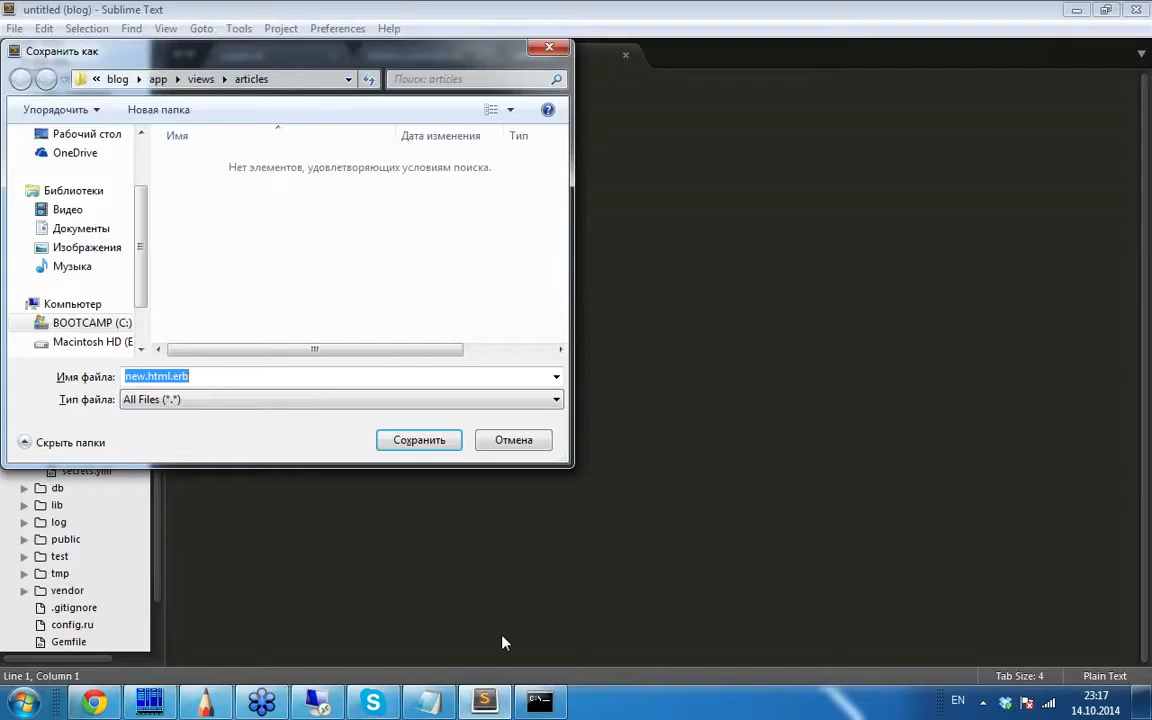 untitled (blog) - Sublime Text
File Edit Selection Find View Goto Tools Project Preferences Help
Сохранить как
« blog app views articles
Поиск: articles
Упорядочить Новая папка
Рабочий стол
OneDrive
Библиотеки
Видео
Документы
Изображения
Музыка
Компьютер
BOOTCAMP (C:)
Macintosh HD (E
Имя Дата изменения Тип
Нет элементов, удовлетворяющих условиям поиска.
Имя файла: new.html.erb
Тип файла: All Files (*.*)
Скрыть папки Сохранить Отмена
secrets.yml
db
lib
log
public
test
tmp
vendor
.gitignore
config.ru
Gemfile
Line 1, Column 1 Tab Size: 4 Plain Text
EN 23:17
14.10.2014